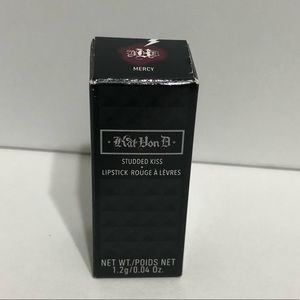 MERCY
Kat Von D
STUDDED KISS
LIPSTICK ROUGE À LÈVRES
NET WT./POIDS NET
1.2g/0.04 Oz.